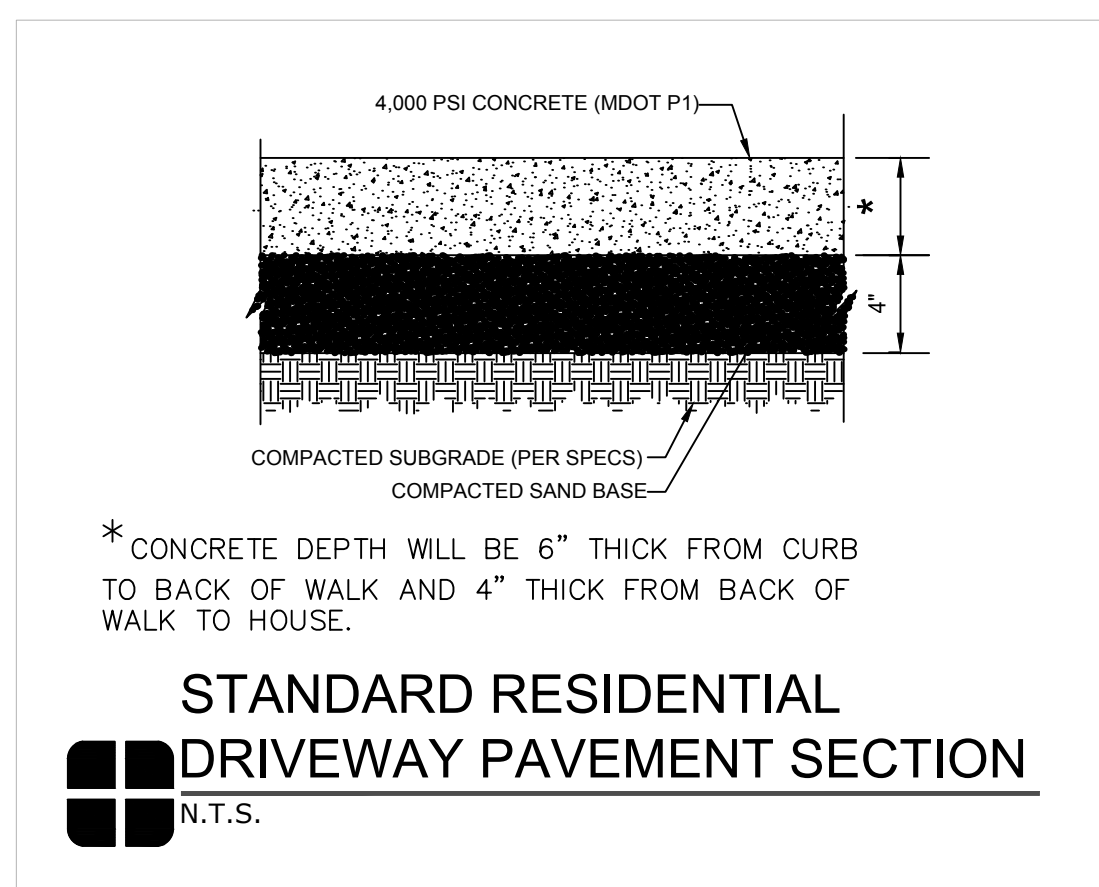 4,000 PSI CONCRETE (MDOT P1)
*
4"
COMPACTED SUBGRADE (PER SPECS)
COMPACTED SAND BASE
* CONCRETE DEPTH WILL BE 6” THICK FROM CURB
TO BACK OF WALK AND 4” THICK FROM BACK OF
WALK TO HOUSE.
STANDARD RESIDENTIAL
DRIVEWAY PAVEMENT SECTION
N.T.S.